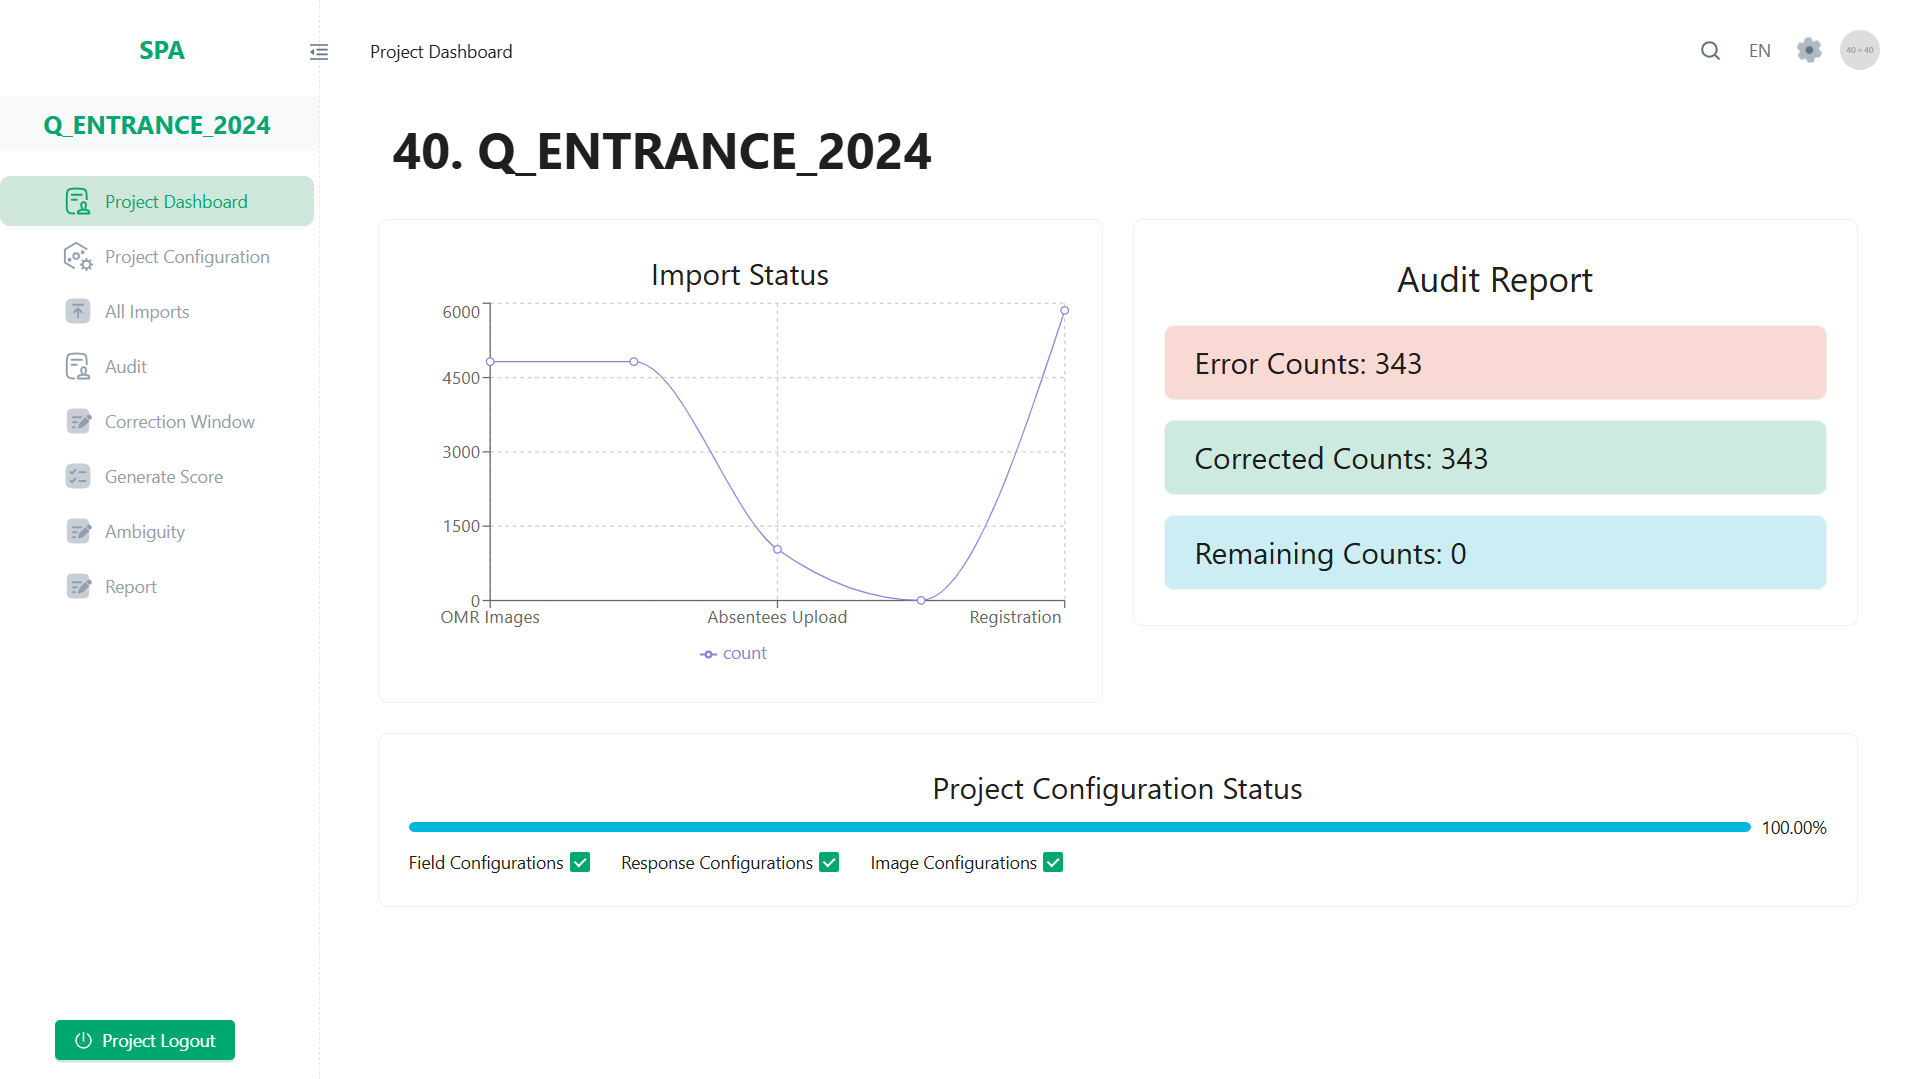 SPA
Project Dashboard
EN
40 × 40
Q_ENTRANCE_2024
Project Dashboard
Project Configuration
All Imports
Audit
Correction Window
Generate Score
Ambiguity
Report
Project Logout
40. Q_ENTRANCE_2024
Import Status
6000
4500
3000
1500
0
OMR Images
Absentees Upload
Registration
count
Audit Report
Error Counts: 343
Corrected Counts: 343
Remaining Counts: 0
Project Configuration Status
100.00%
Field Configurations
Response Configurations
Image Configurations